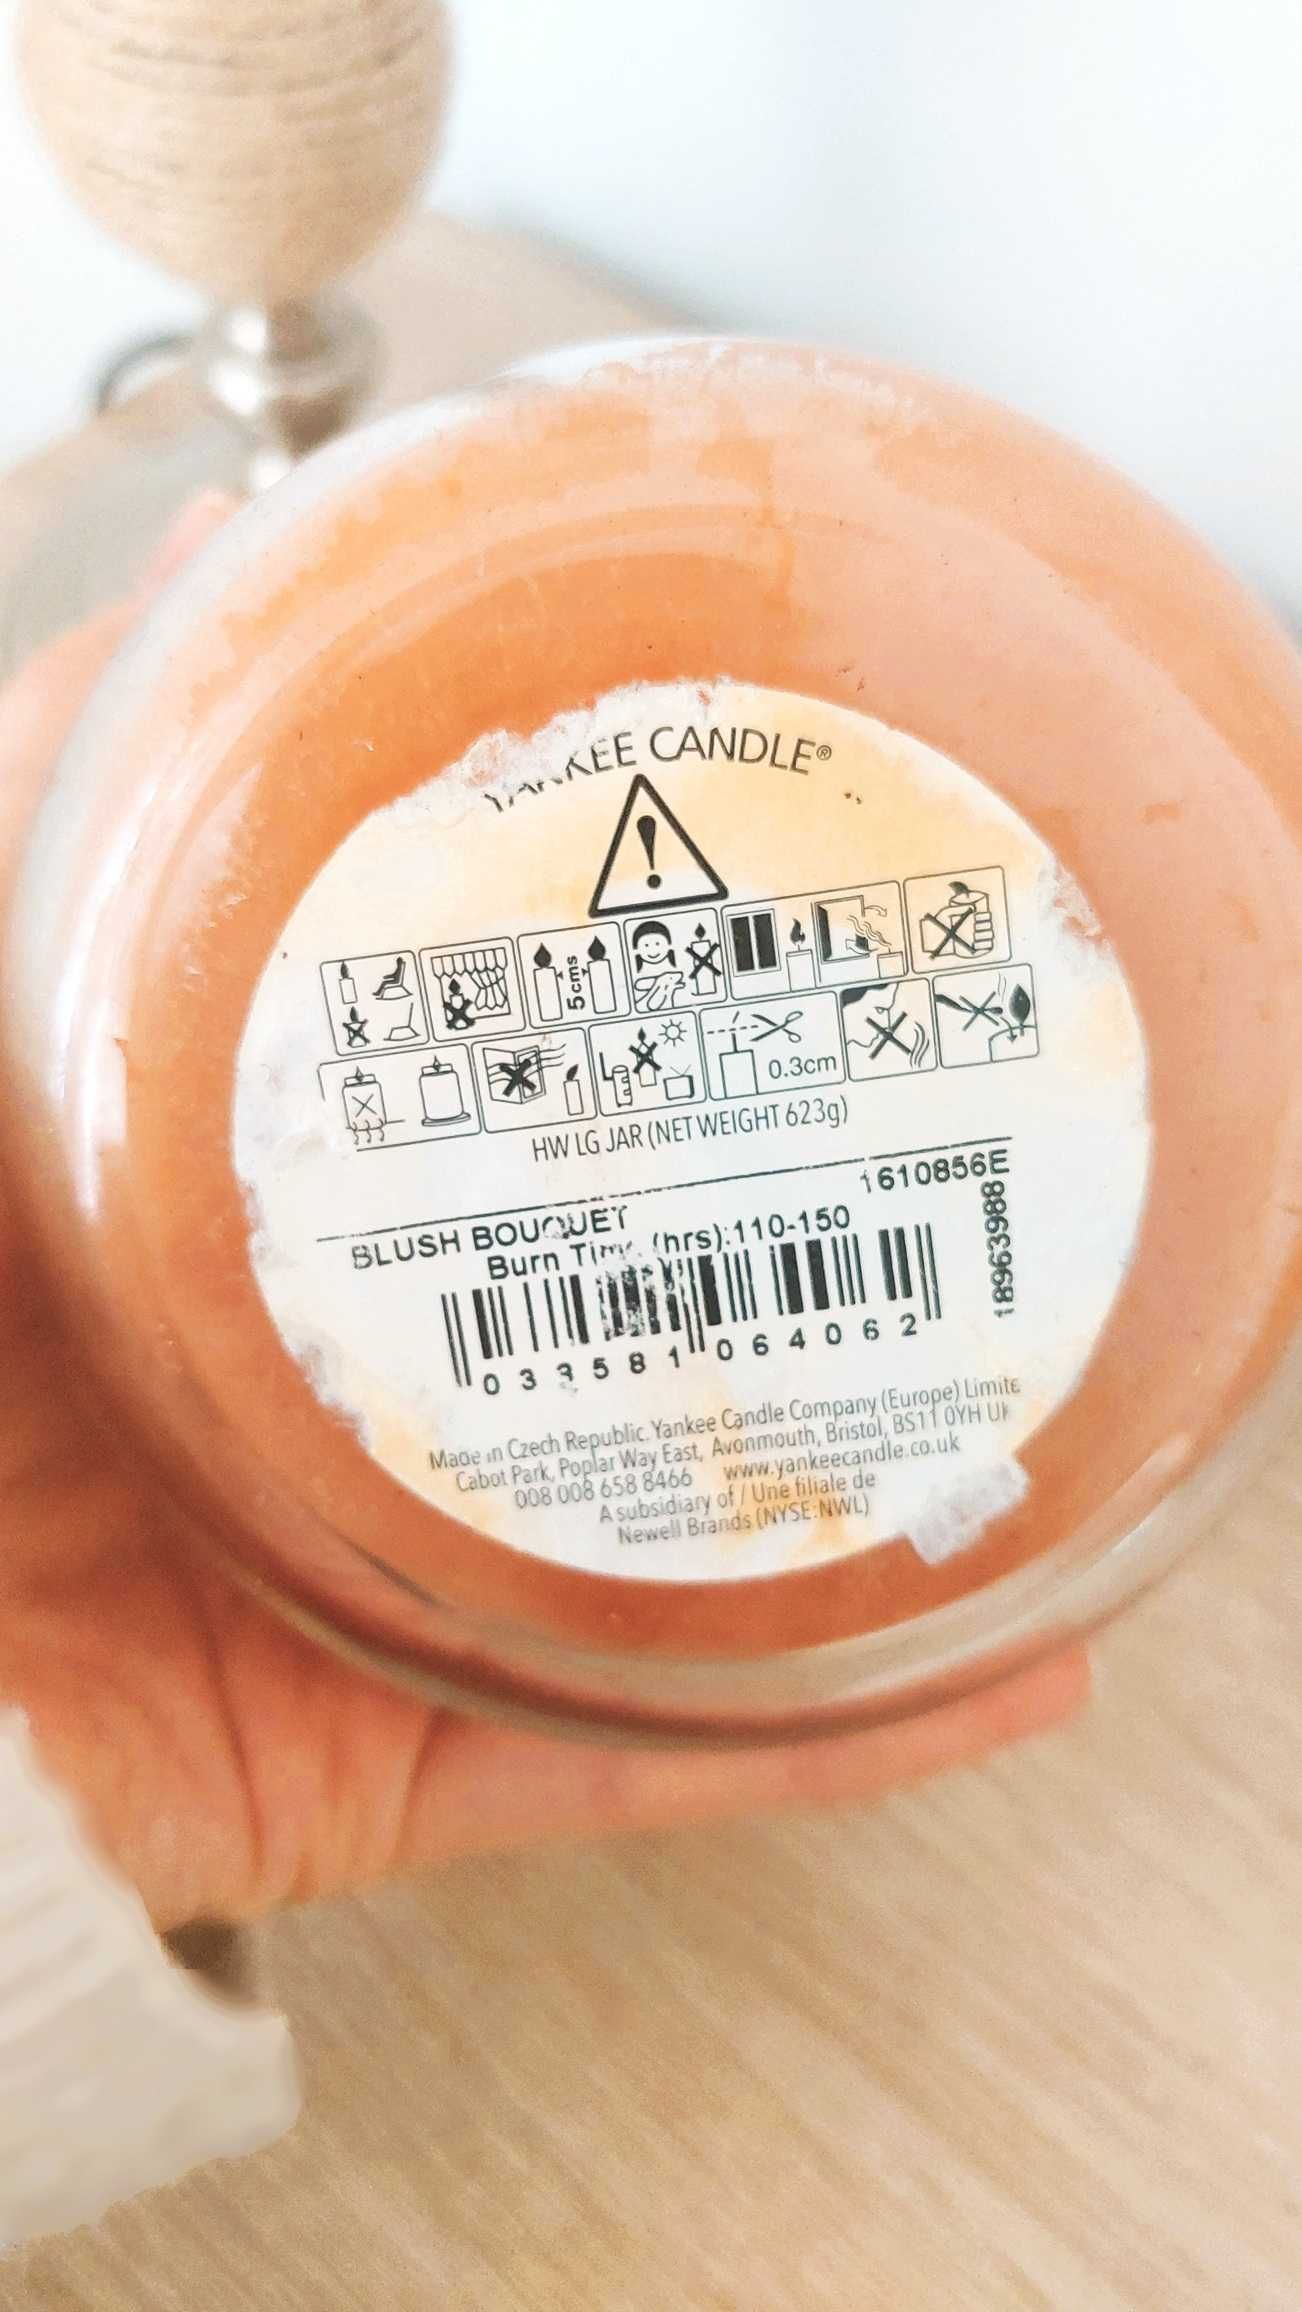 YANKEE CANDLE®
5cms
0.3cm
HW LG JAR (NET WEIGHT 623g)
1610856E
BLUSH BOUQUET
Burn Time (hrs):110-150
18963988
0 33581 06406 2
Made in Czech Republic. Yankee Candle Company (Europe) Limite
Cabot Park, Poplar Way East, Avonmouth, Bristol, BS11 0YH UK
008 008 658 8466 www.yankeecandle.co.uk
A subsidiary of / Une filiale de
Newell Brands (NYSE:NWL)